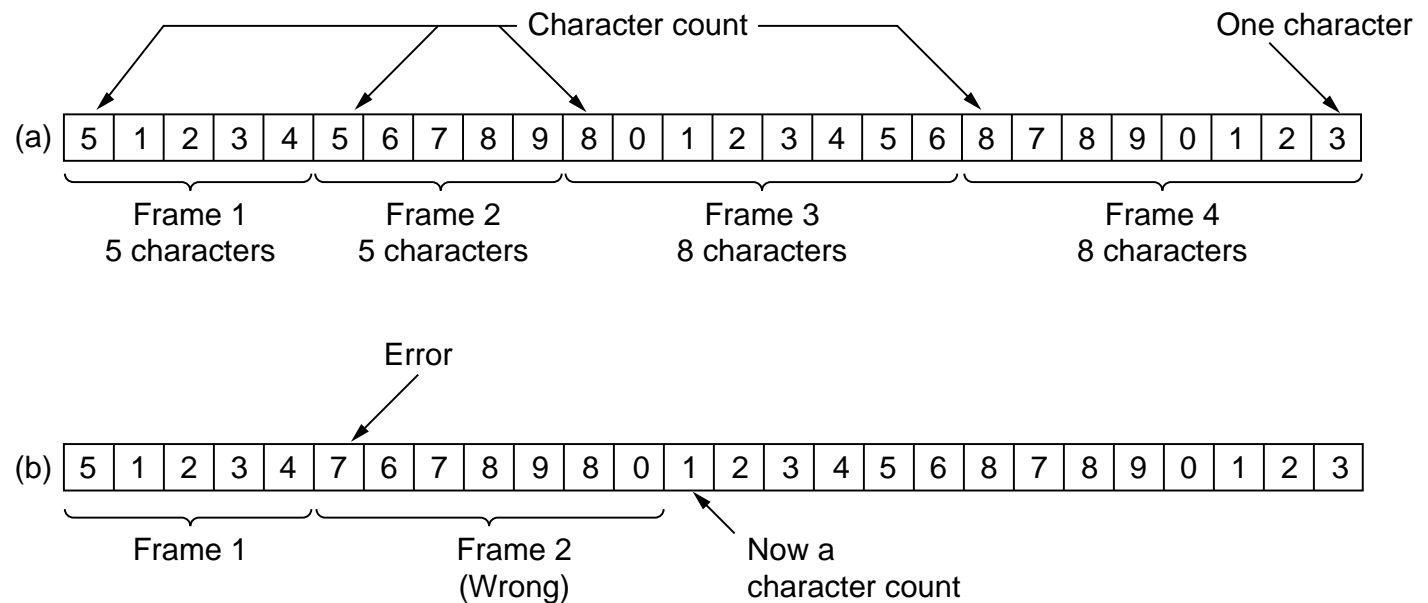 Character count One character
(a) 5 1 2 3 4 5 6 7 8 9 8 0 1 2 3 4 5 6 8 7 8 9 0 1 2 3
Frame 1 Frame 2 Frame 3 Frame 4
5 characters 5 characters 8 characters 8 characters
Error
(b) 5 1 2 3 4 7 6 7 8 9 8 0 1 2 3 4 5 6 8 7 8 9 0 1 2 3
Frame 1 Frame 2 Now a
(Wrong) character count